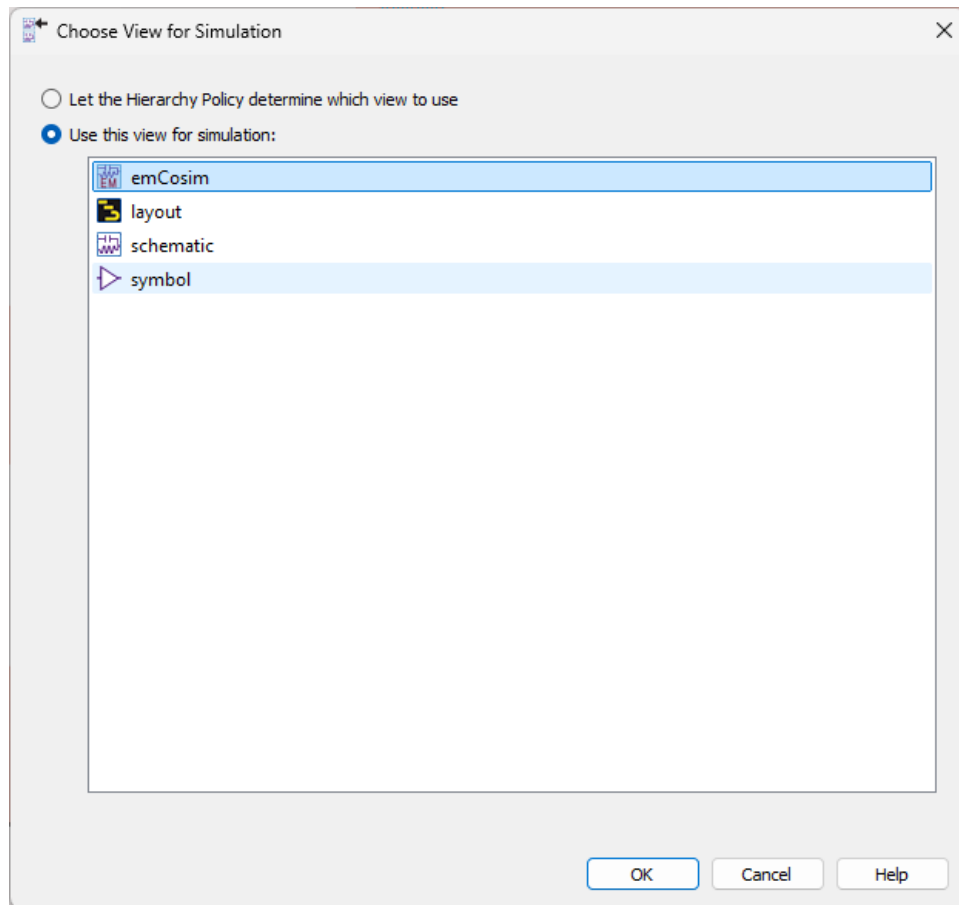 Choose View for Simulation
Let the Hierarchy Policy determine which view to use
Use this view for simulation:
EM emCosim
layout
schematic
symbol
OK Cancel Help